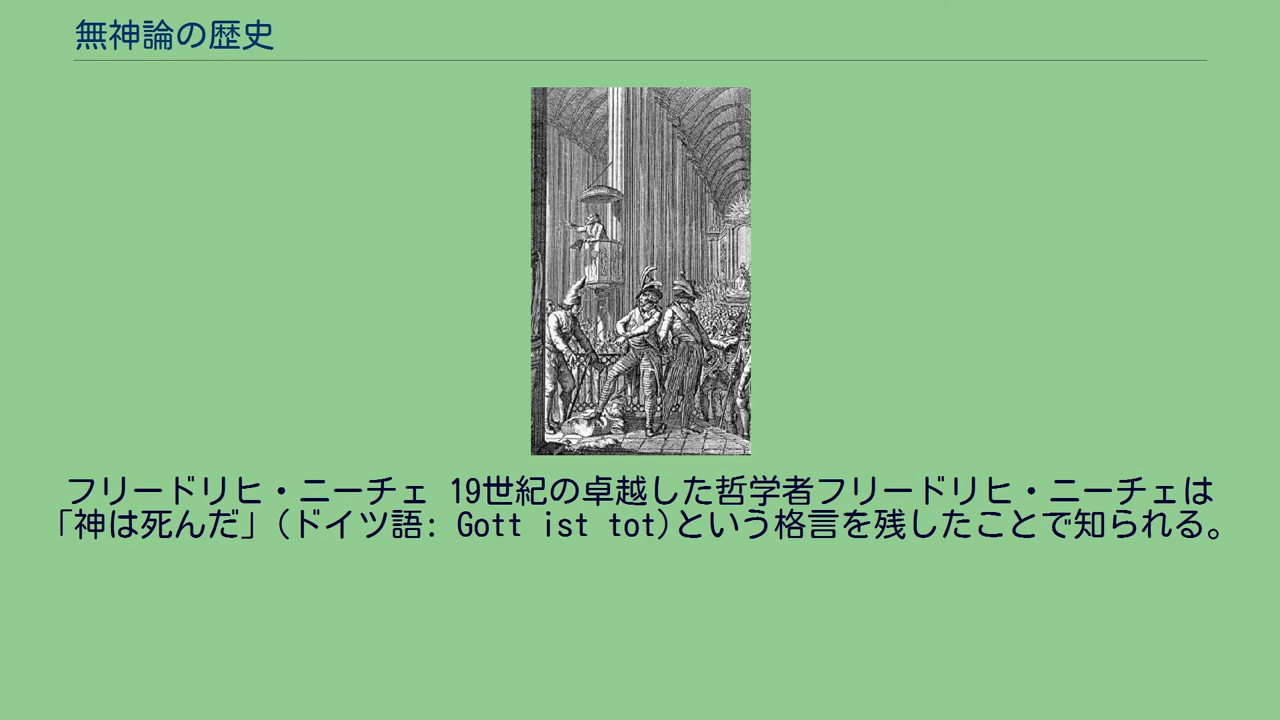 無神論の歴史
フリードリヒ・ニーチェ 19世紀の卓越した哲学者フリードリヒ・ニーチェは
「神は死んだ」(ドイツ語: Gott ist tot)という格言を残したことで知られる。